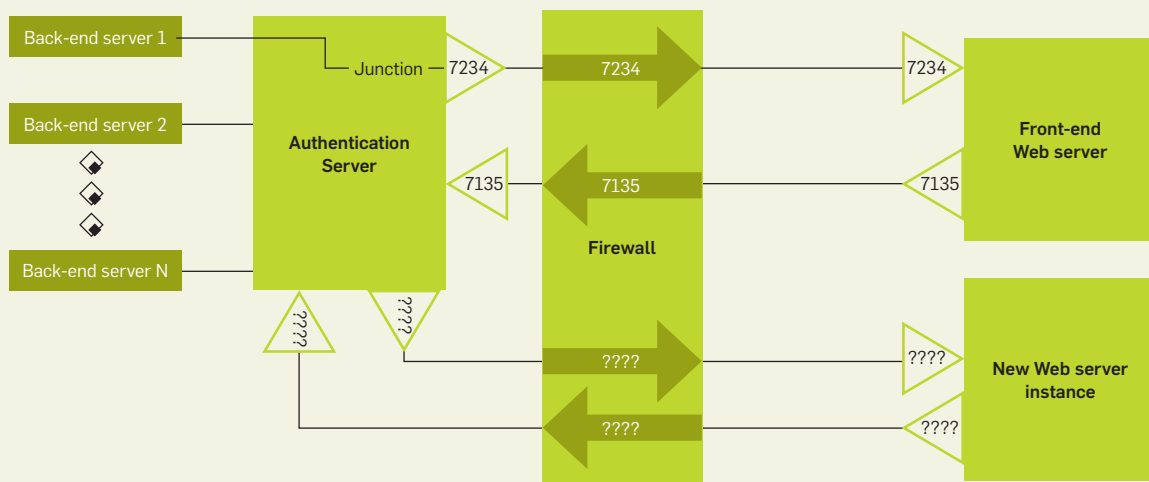 Back-end server 1
Junction
7234
7234
7234
Back-end server 2
Authentication
Server
Front-end
Web server
7135
7135
7135
Firewall
Back-end server N
????
????
????
????
New Web server
instance
????
????